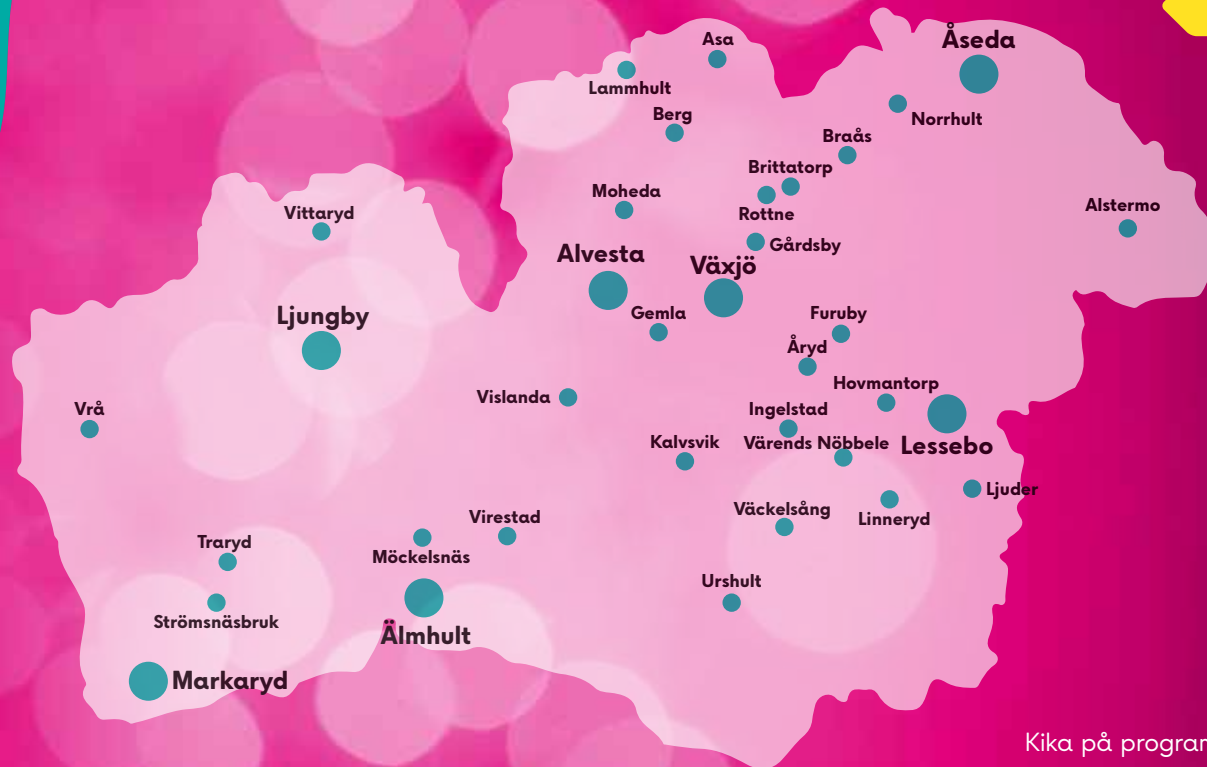 Asa
Åseda
Lammhult
Berg
Norrhult
Braås
Brittatorp
Moheda
Rottne
Alstermo
Vittaryd
Gårdsby
Alvesta
Växjö
Gemla
Furuby
Ljungby
Åryd
Hovmantorp
Vislanda
Ingelstad
Vrå
Kalvsvik
Värends Nöbbele
Lessebo
Ljuder
Väckelsång
Linneryd
Virestad
Traryd
Möckelsnäs
Urshult
Strömsnäsbruk
Älmhult
Markaryd
Kika på